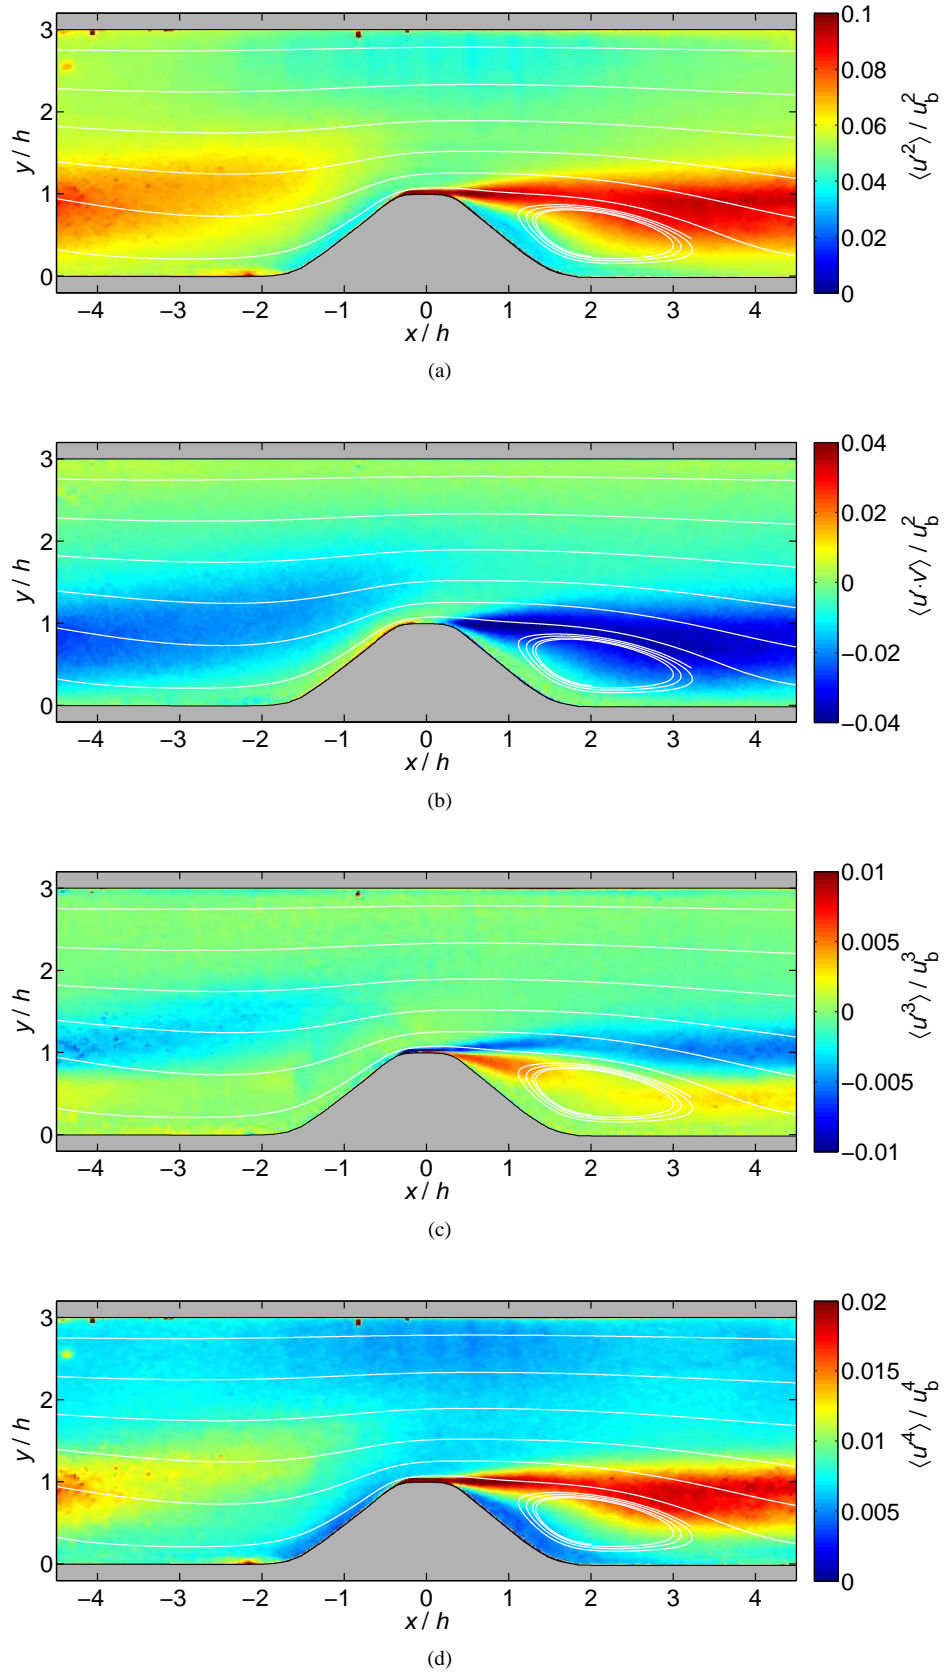 3
2
1
0
y / h
−4 −3 −2 −1 0 1 2 3 4
x / h
0.1
0.08
0.06
0.04
0.02
0
⟨u′²⟩ / u_b²
(a)
3
2
1
0
y / h
−4 −3 −2 −1 0 1 2 3 4
x / h
0.04
0.02
0
−0.02
−0.04
⟨u′·v′⟩ / u_b²
(b)
3
2
1
0
y / h
−4 −3 −2 −1 0 1 2 3 4
x / h
0.01
0.005
0
−0.005
−0.01
⟨u′³⟩ / u_b³
(c)
3
2
1
0
y / h
−4 −3 −2 −1 0 1 2 3 4
x / h
0.02
0.015
0.01
0.005
0
⟨u′⁴⟩ / u_b⁴
(d)